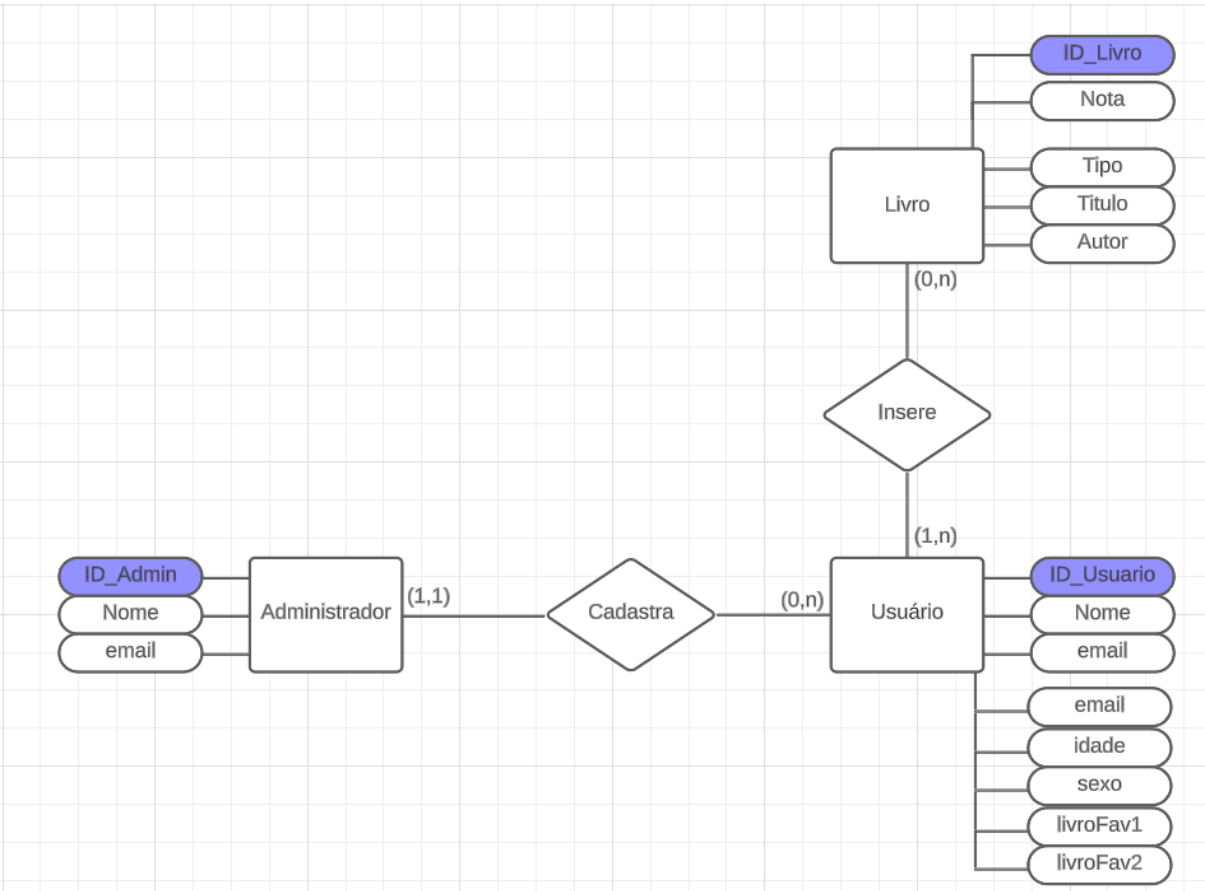 ID_Livro
Nota
Tipo
Livro
Titulo
Autor
(0,n)
Insere
(1,n)
ID_Admin
Nome
email
Administrador
(1,1)
Cadastra
(0,n)
Usuário
ID_Usuario
Nome
email
email
idade
sexo
livroFav1
livroFav2